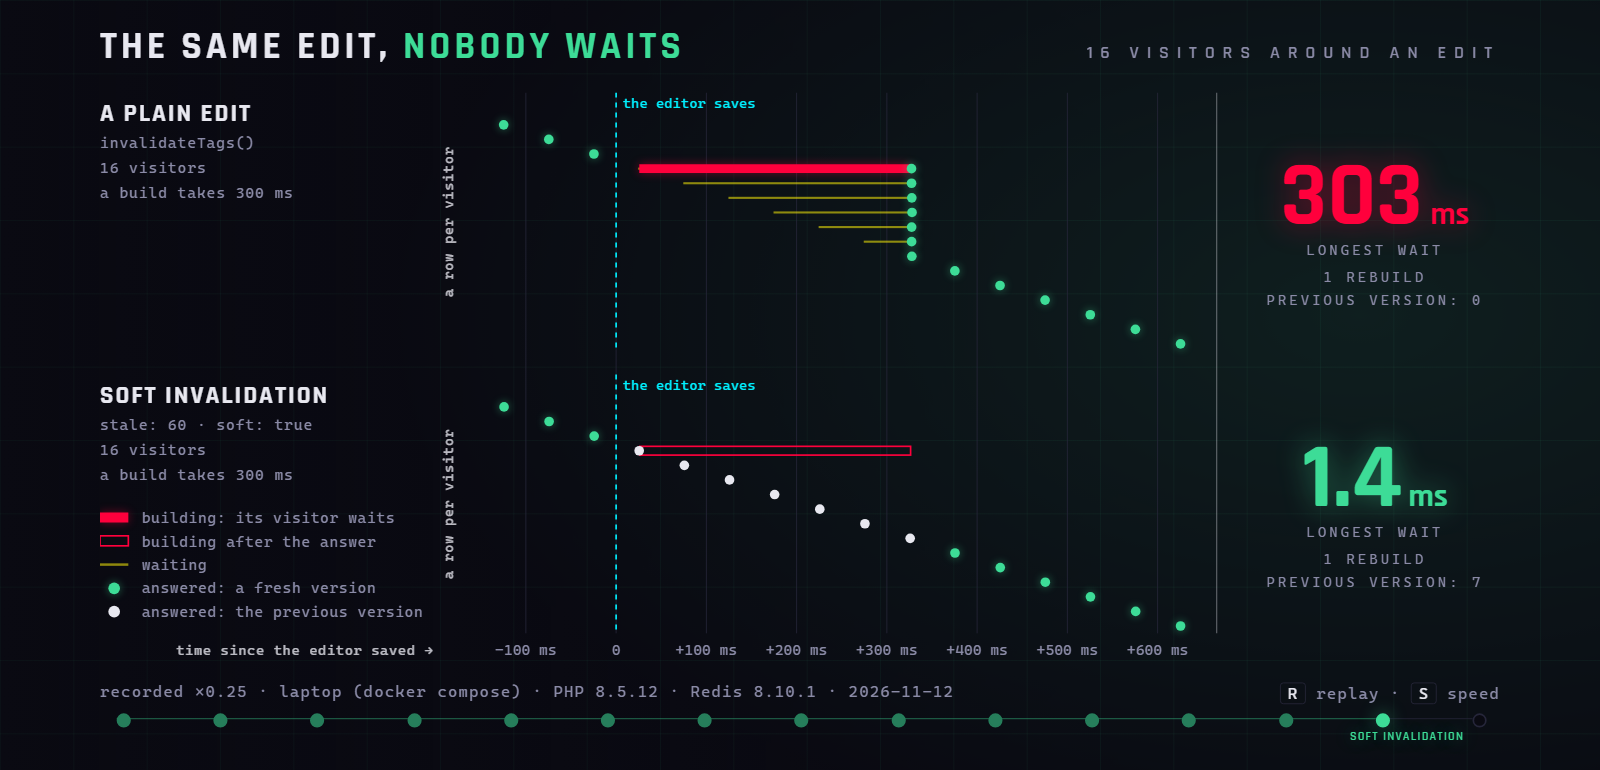 THE SAME EDIT, NOBODY WAITS
16 VISITORS AROUND AN EDIT
A PLAIN EDIT
invalidateTags()
16 visitors
a build takes 300 ms
a row per visitor
the editor saves
303 ms
LONGEST WAIT
1 REBUILD
PREVIOUS VERSION: 0
SOFT INVALIDATION
stale: 60 · soft: true
16 visitors
a build takes 300 ms
building: its visitor waits
building after the answer
waiting
answered: a fresh version
answered: the previous version
a row per visitor
the editor saves
1.4 ms
LONGEST WAIT
1 REBUILD
PREVIOUS VERSION: 7
time since the editor saved →
−100 ms 0 +100 ms +200 ms +300 ms +400 ms +500 ms +600 ms
recorded ×0.25 · laptop (docker compose) · PHP 8.5.12 · Redis 8.10.1 · 2026-11-12
R replay · S speed
SOFT INVALIDATION